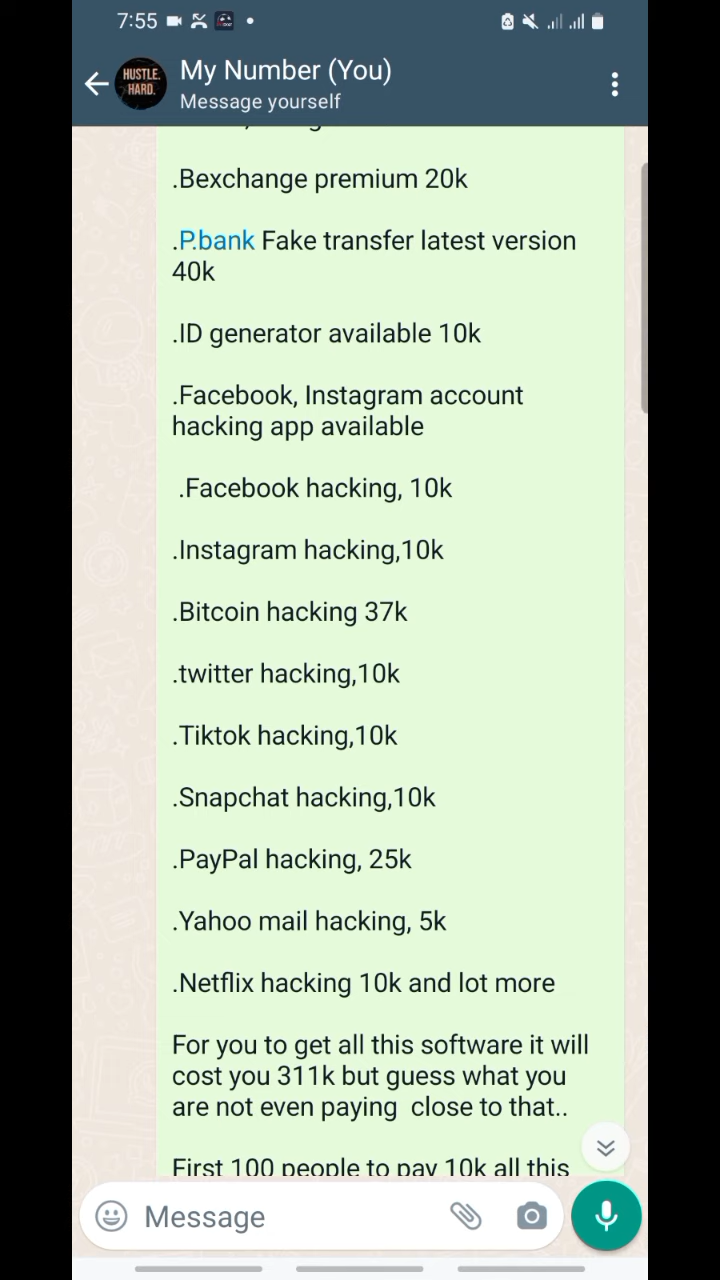 7:55
HUSTLE.
HARD.
My Number (You)
Message yourself
.Bexchange premium 20k
.P.bank Fake transfer latest version
40k
.ID generator available 10k
.Facebook, Instagram account
hacking app available
.Facebook hacking, 10k
.Instagram hacking,10k
.Bitcoin hacking 37k
.twitter hacking,10k
.Tiktok hacking,10k
.Snapchat hacking,10k
.PayPal hacking, 25k
.Yahoo mail hacking, 5k
.Netflix hacking 10k and lot more
For you to get all this software it will
cost you 311k but guess what you
are not even paying  close to that..
First 100 people to pay 10k all this
Message